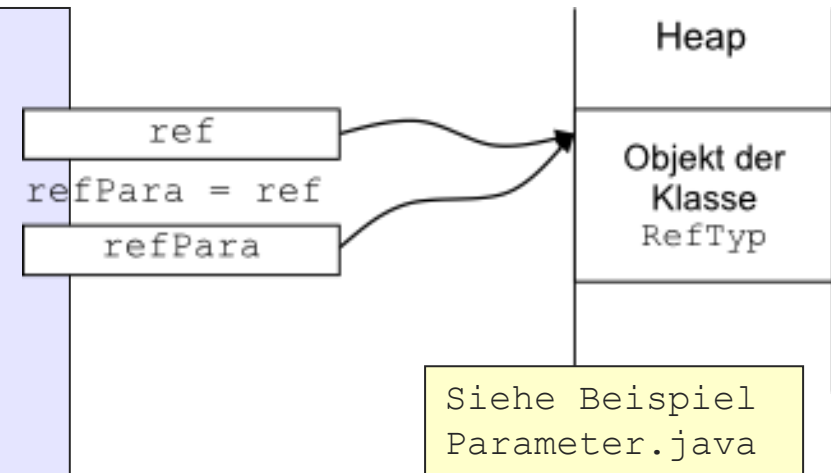 Heap
ref
refPara = ref
refPara
Objekt der
Klasse
RefTyp
Siehe Beispiel
Parameter.java